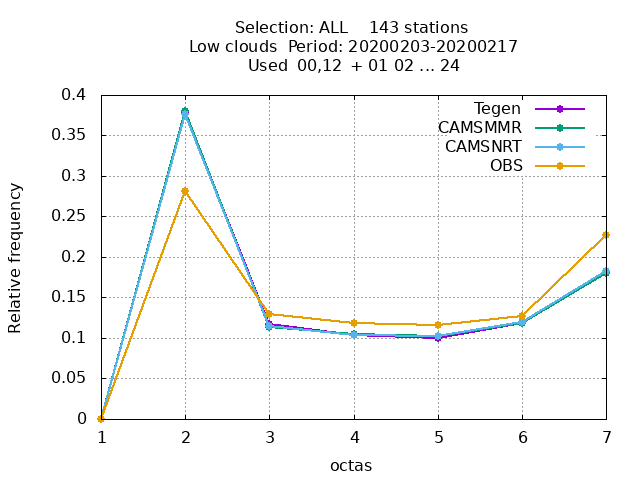 Selection: ALL    143 stations
Low clouds  Period: 20200203-20200217
Used  00,12  + 01 02 ... 24
Tegen
CAMSMMR
CAMSNRT
OBS
Relative frequency
0.4
0.35
0.3
0.25
0.2
0.15
0.1
0.05
0
1 2 3 4 5 6 7
octas